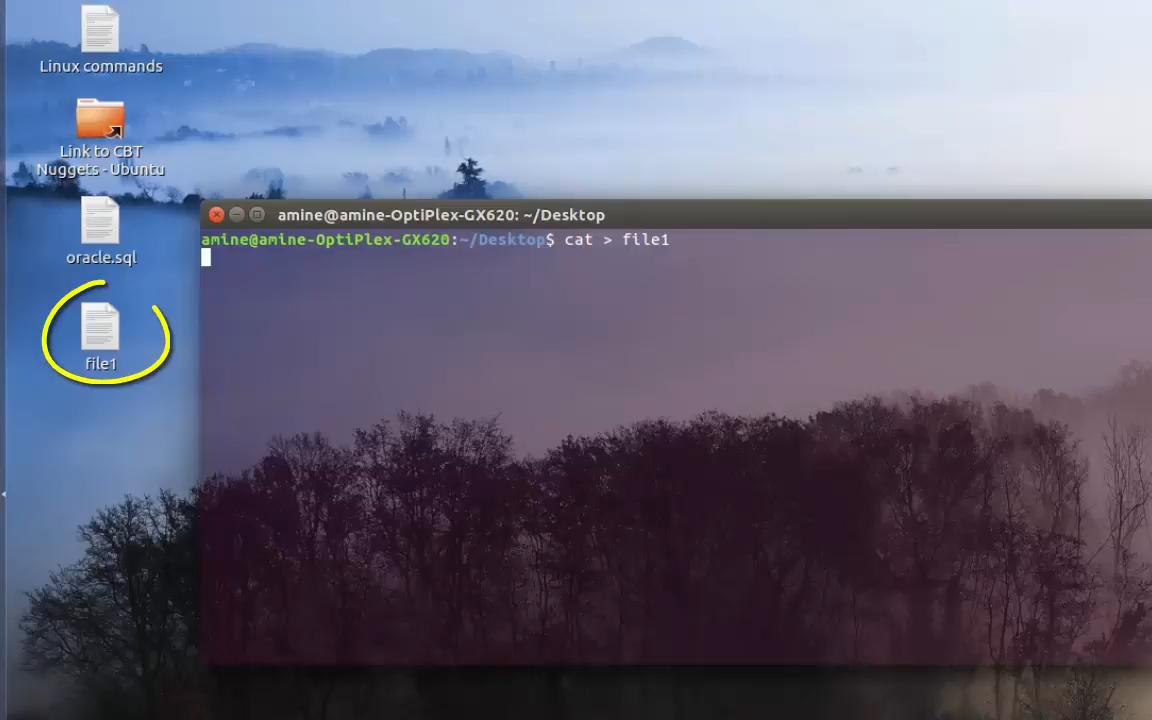 Linux commands
Link to CBT
Nuggets - Ubuntu
oracle.sql
file1
amine@amine-OptiPlex-GX620: ~/Desktop
amine@amine-OptiPlex-GX620:~/Desktop$ cat > file1